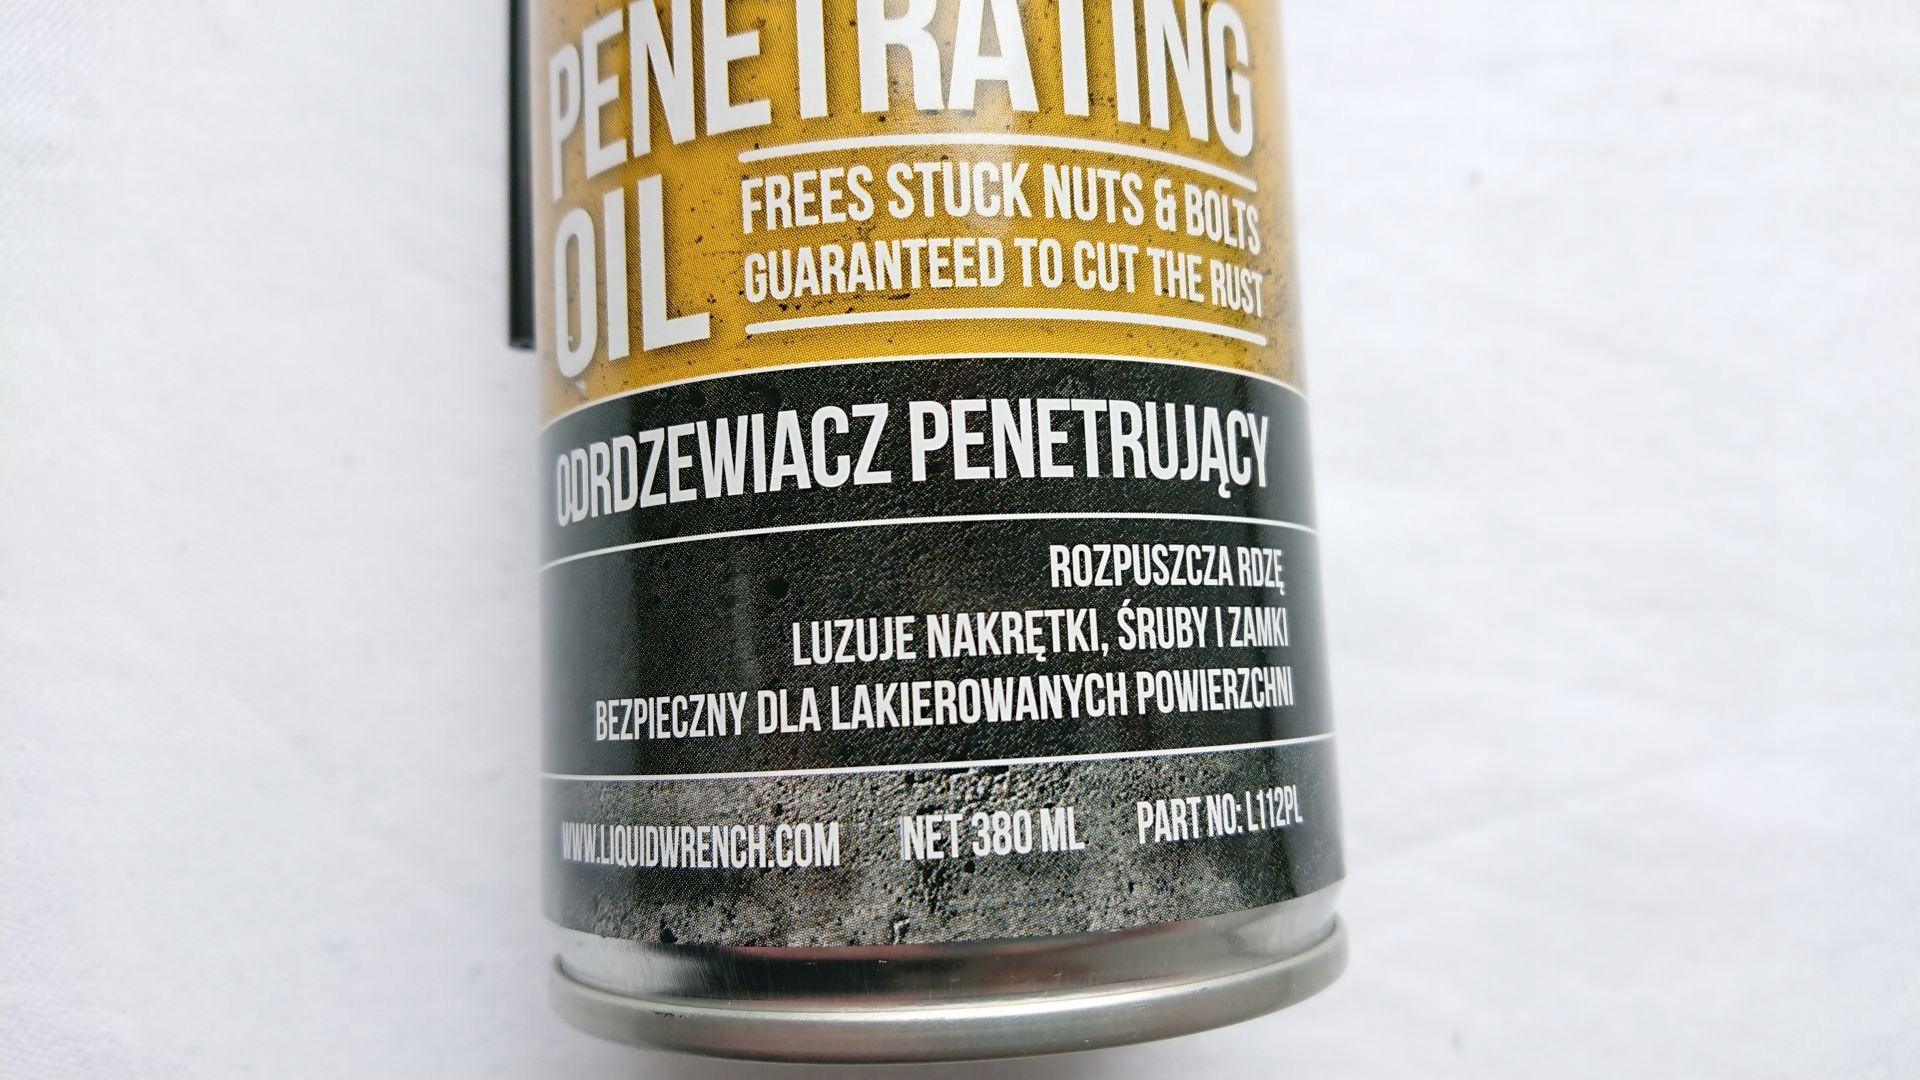 PENETRATING
OIL
FREES STUCK NUTS & BOLTS
GUARANTEED TO CUT THE RUST
ODRDZEWIACZ PENETRUJĄCY
ROZPUSZCZA RDZĘ
LUZUJE NAKRĘTKI, ŚRUBY I ZAMKI
BEZPIECZNY DLA LAKIEROWANYCH POWIERZCHNI
WWW.LIQUIDWRENCH.COM NET 380 ML PART NO: L112PL